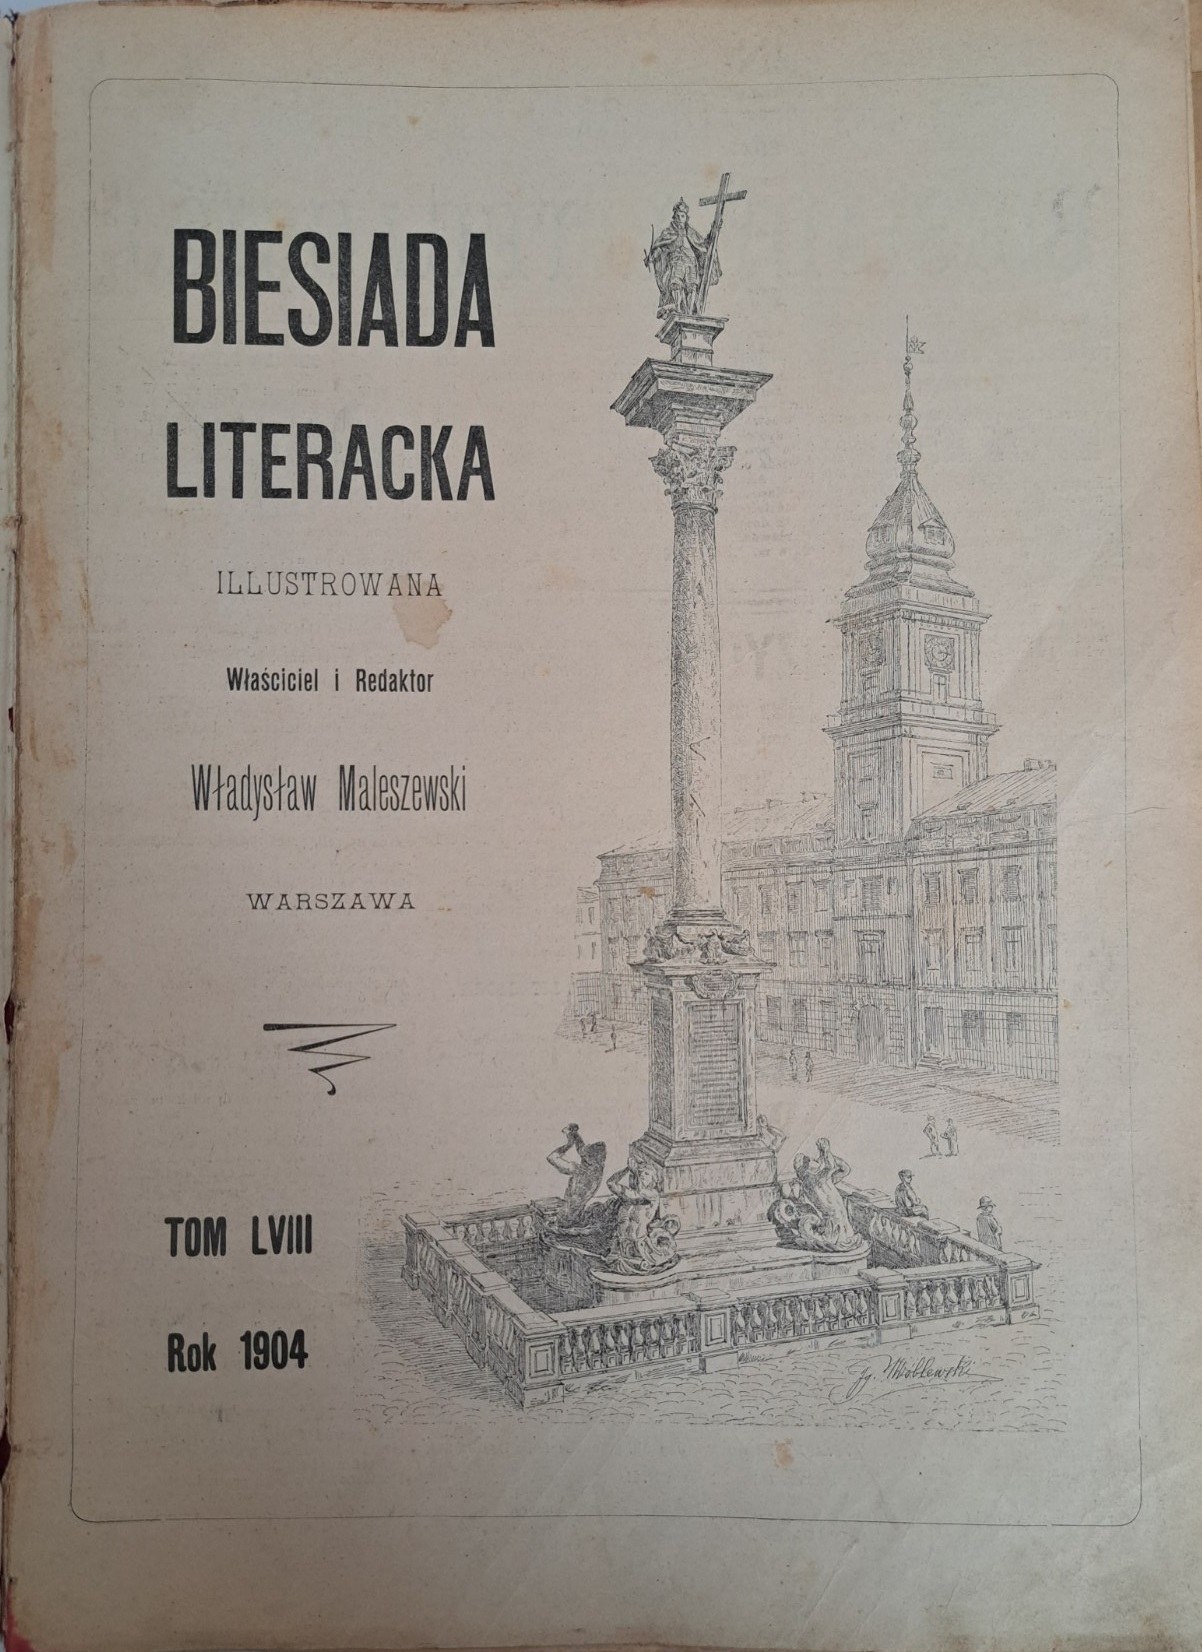 BIESIADA
LITERACKA
ILLUSTROWANA
Właściciel i Redaktor
Władysław Maleszewski
WARSZAWA
TOM LVIII
Rok 1904